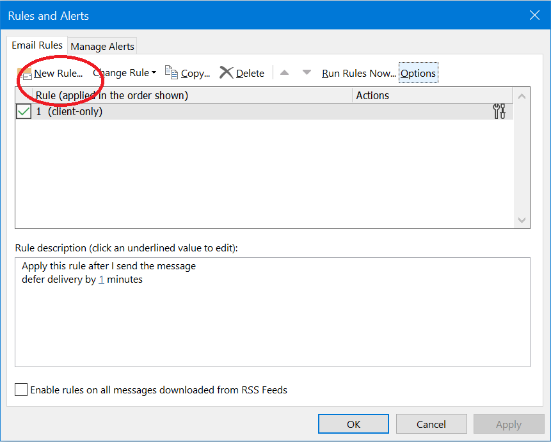 Rules and Alerts
Email Rules Manage Alerts
New Rule... Change Rule Copy... Delete Run Rules Now... Options
Rule (applied in the order shown) Actions
1 (client-only)
Rule description (click an underlined value to edit):
Apply this rule after I send the message
defer delivery by 1 minutes
Enable rules on all messages downloaded from RSS Feeds
OK Cancel Apply